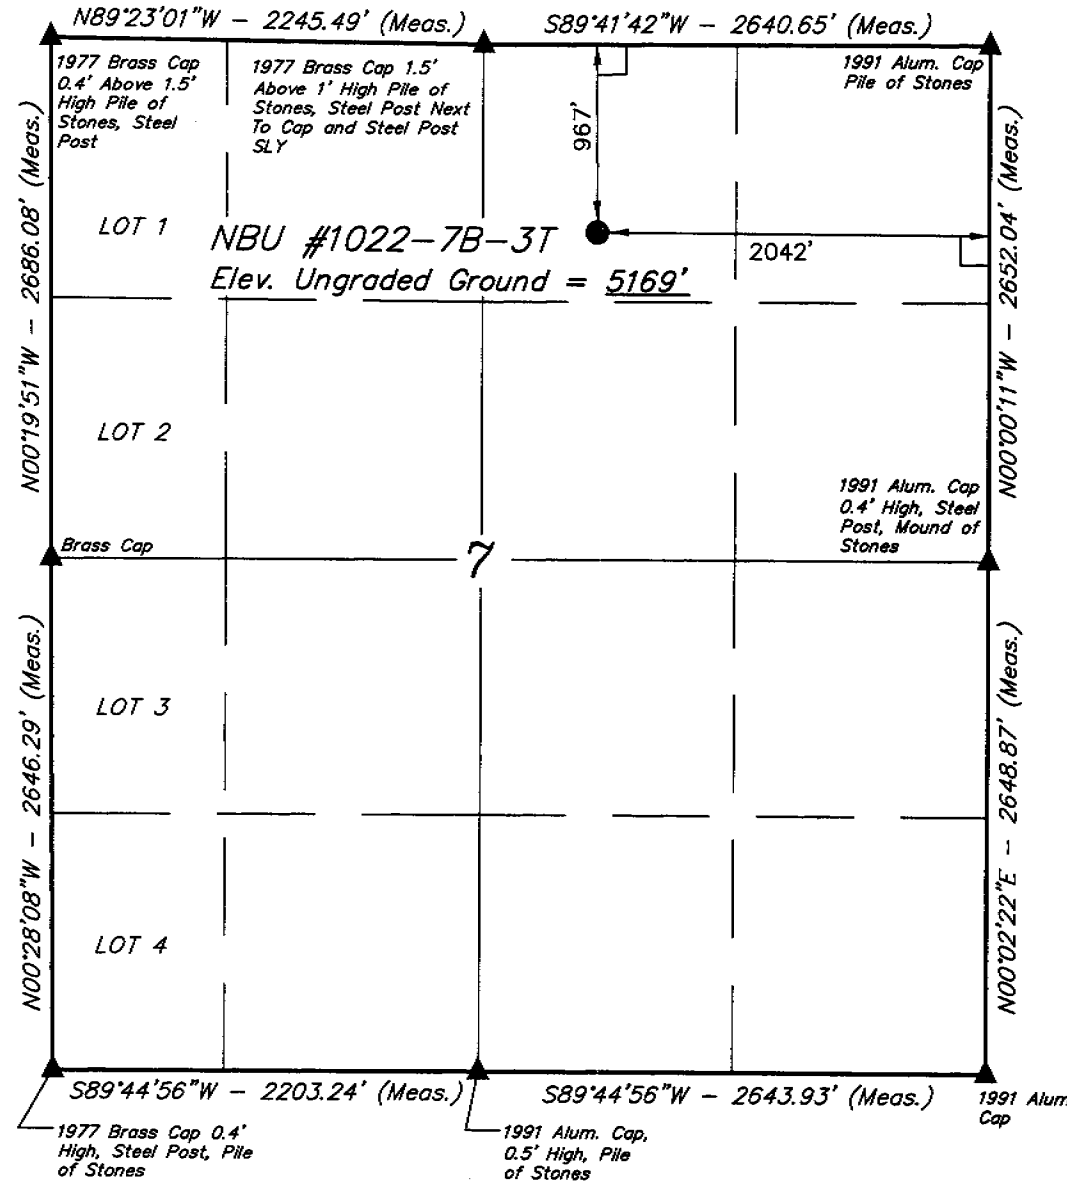 N89°23'01"W - 2245.49' (Meas.)
S89°41'42"W - 2640.65' (Meas.)
1977 Brass Cap
0.4' Above 1.5'
High Pile of
Stones, Steel
Post
1977 Brass Cap 1.5'
Above 1' High Pile of
Stones, Steel Post Next
To Cap and Steel Post
SLY
1991 Alum. Cap
Pile of Stones
967'
N00°19'51"W - 2686.08' (Meas.)
N00°00'11"W - 2652.04' (Meas.)
LOT 1
NBU #1022-7B-3T
2042'
Elev. Ungraded Ground = 5169'
LOT 2
1991 Alum. Cap
0.4' High, Steel
Post, Mound of
Stones
Brass Cap
7
N00°28'08"W - 2646.29' (Meas.)
N00°02'22"E - 2648.87' (Meas.)
LOT 3
LOT 4
S89°44'56"W - 2203.24' (Meas.)
S89°44'56"W - 2643.93' (Meas.)
1991 Alum
Cap
1977 Brass Cap 0.4'
High, Steel Post, Pile
of Stones
1991 Alum. Cap,
0.5' High, Pile
of Stones